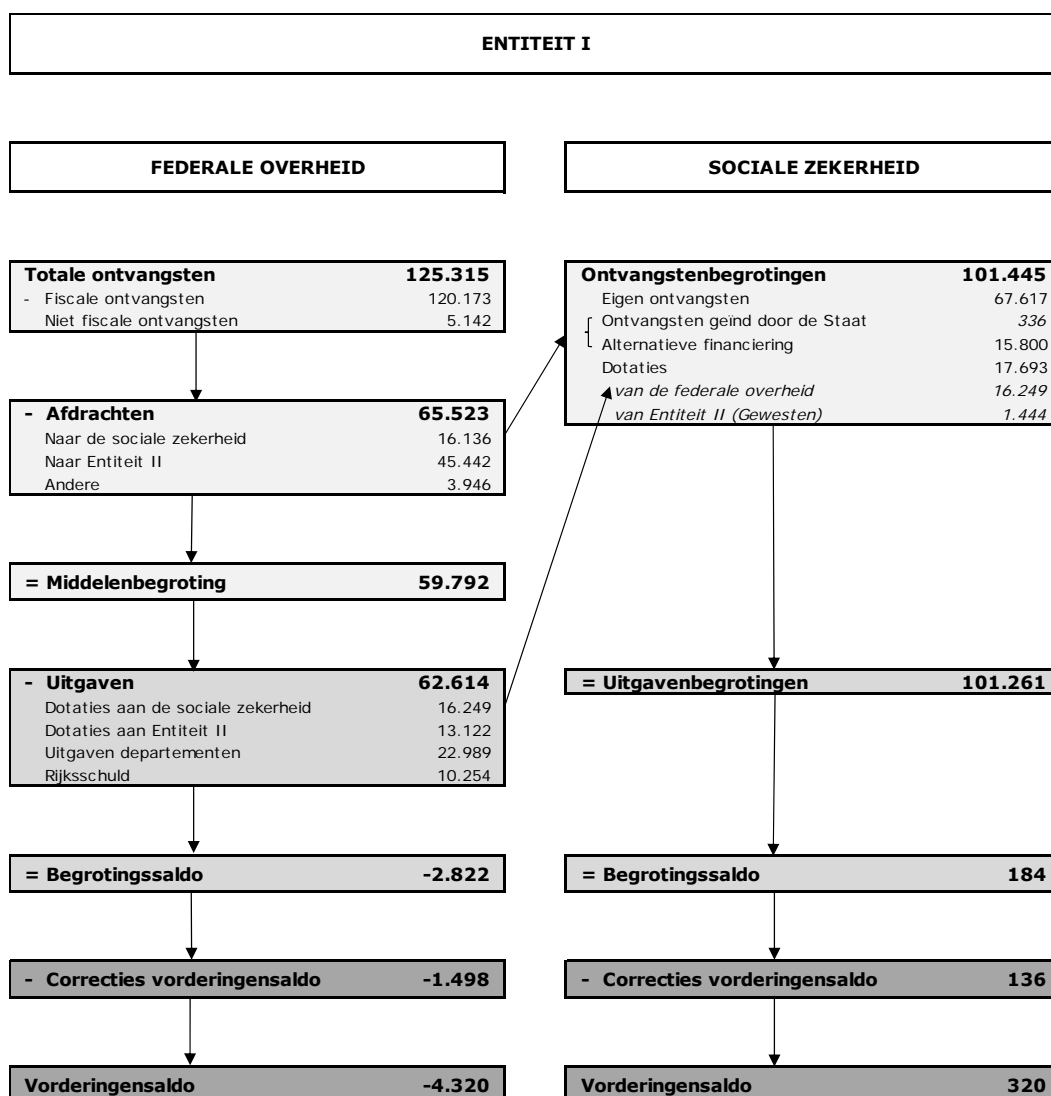 ENTITEIT I
FEDERALE OVERHEID
Totale ontvangsten 125.315
- Fiscale ontvangsten 120.173
Niet fiscale ontvangsten 5.142
- Afdrachten 65.523
Naar de sociale zekerheid 16.136
Naar Entiteit II 45.442
Andere 3.946
= Middelenbegroting 59.792
- Uitgaven 62.614
Dotaties aan de sociale zekerheid 16.249
Dotaties aan Entiteit II 13.122
Uitgaven departementen 22.989
Rijksschuld 10.254
= Begrotingssaldo -2.822
- Correcties vorderingensaldo -1.498
Vorderingensaldo -4.320
SOCIALE ZEKERHEID
Ontvangstenbegrotingen 101.445
Eigen ontvangsten 67.617
Ontvangsten geïnd door de Staat 336
Alternatieve financiering 15.800
Dotaties 17.693
van de federale overheid 16.249
van Entiteit II (Gewesten) 1.444
= Uitgavenbegrotingen 101.261
= Begrotingssaldo 184
- Correcties vorderingensaldo 136
Vorderingensaldo 320